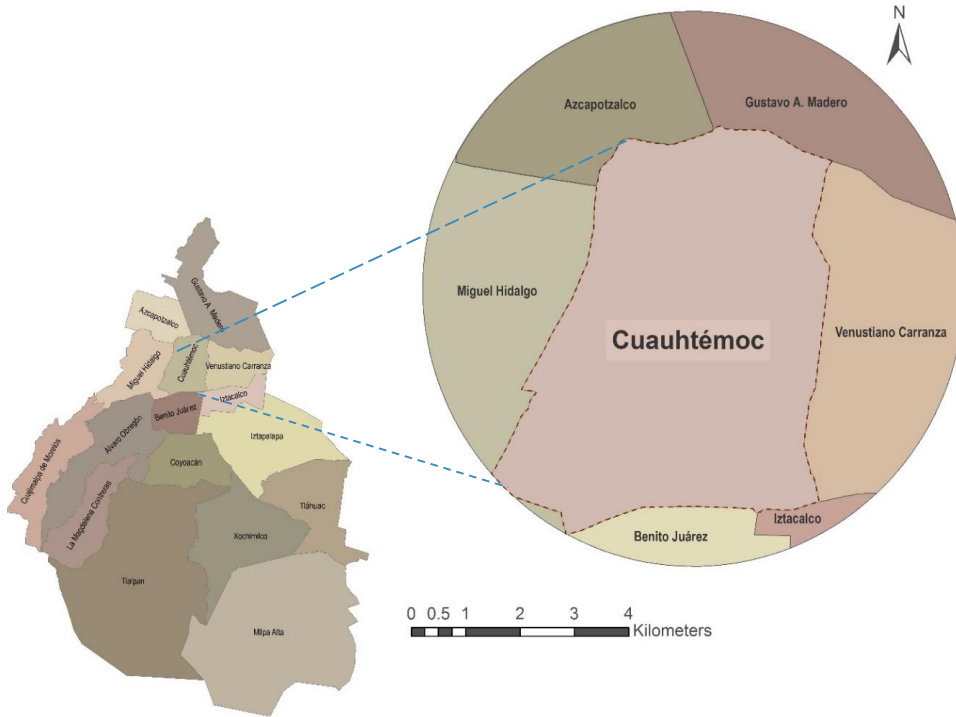 N
Azcapotzalco
Gustavo A. Madero
Miguel Hidalgo
Cuauhtémoc
Venustiano Carranza
Iztacalco
Benito Juárez
Gustavo A. Madero
Azcapotzalco
Miguel Hidalgo
Cuauhtémoc
Venustiano Carranza
Iztacalco
Benito Juárez
Álvaro Obregón
Cuajimalpa de Morelos
Iztapalapa
Coyoacán
La Magdalena Contreras
Tláhuac
Xochimilco
Tlalpan
Milpa Alta
0 0.5 1 2 3 4
Kilometers